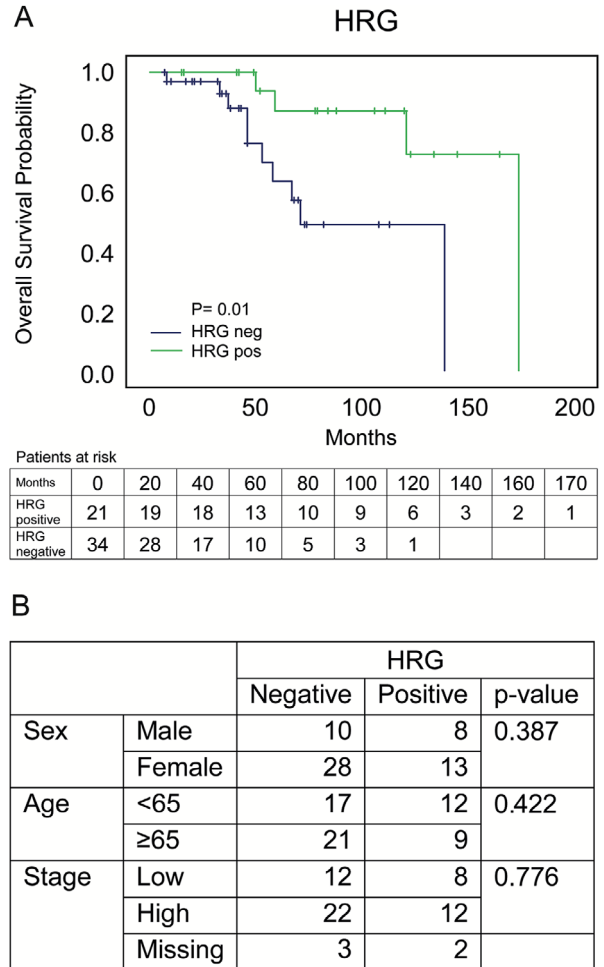 A
HRG
Overall Survival Probability
1.0
0.8
0.6
0.4
0.2
0.0
P= 0.01
HRG neg
HRG pos
0 50 100 150 200
Months
Patients at risk
Months 0 20 40 60 80 100 120 140 160 170
HRG positive 21 19 18 13 10 9 6 3 2 1
HRG negative 34 28 17 10 5 3 1
B
HRG
Negative Positive p-value
Sex Male 10 8 0.387
Female 28 13
Age <65 17 12 0.422
≥65 21 9
Stage Low 12 8 0.776
High 22 12
Missing 3 2